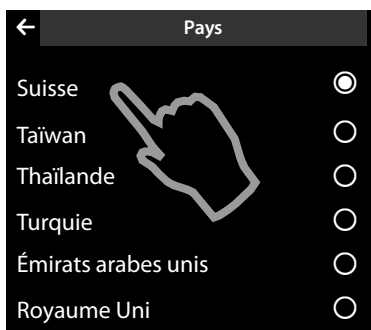 Pays
Suisse
Taïwan
Thaïlande
Turquie
Émirats arabes unis
Royaume Uni